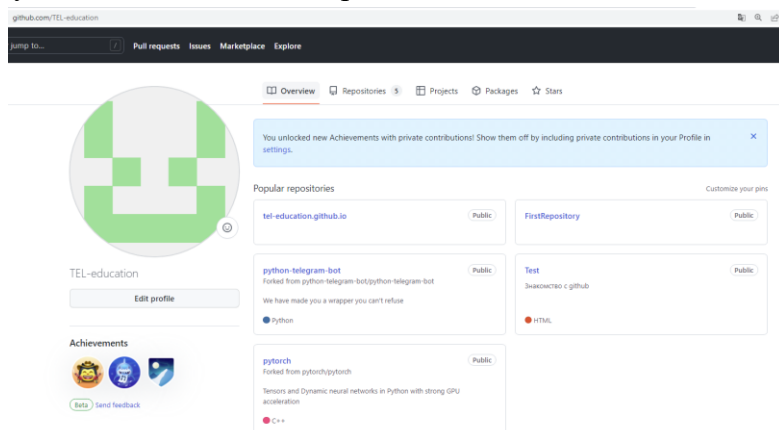 github.com/TEL-education
jump to... / Pull requests Issues Marketplace Explore
Overview Repositories 5 Projects Packages Stars
You unlocked new Achievements with private contributions! Show them off by including private contributions in your Profile in
settings.
Popular repositories Customize your pins
tel-education.github.io Public
FirstRepository Public
TEL-education
Edit profile
python-telegram-bot Public
Forked from python-telegram-bot/python-telegram-bot
We have made you a wrapper you can't refuse
Python
Test Public
Знакомство с github
HTML
Achievements
Beta Send feedback
pytorch Public
Forked from pytorch/pytorch
Tensors and Dynamic neural networks in Python with strong GPU
acceleration
C++